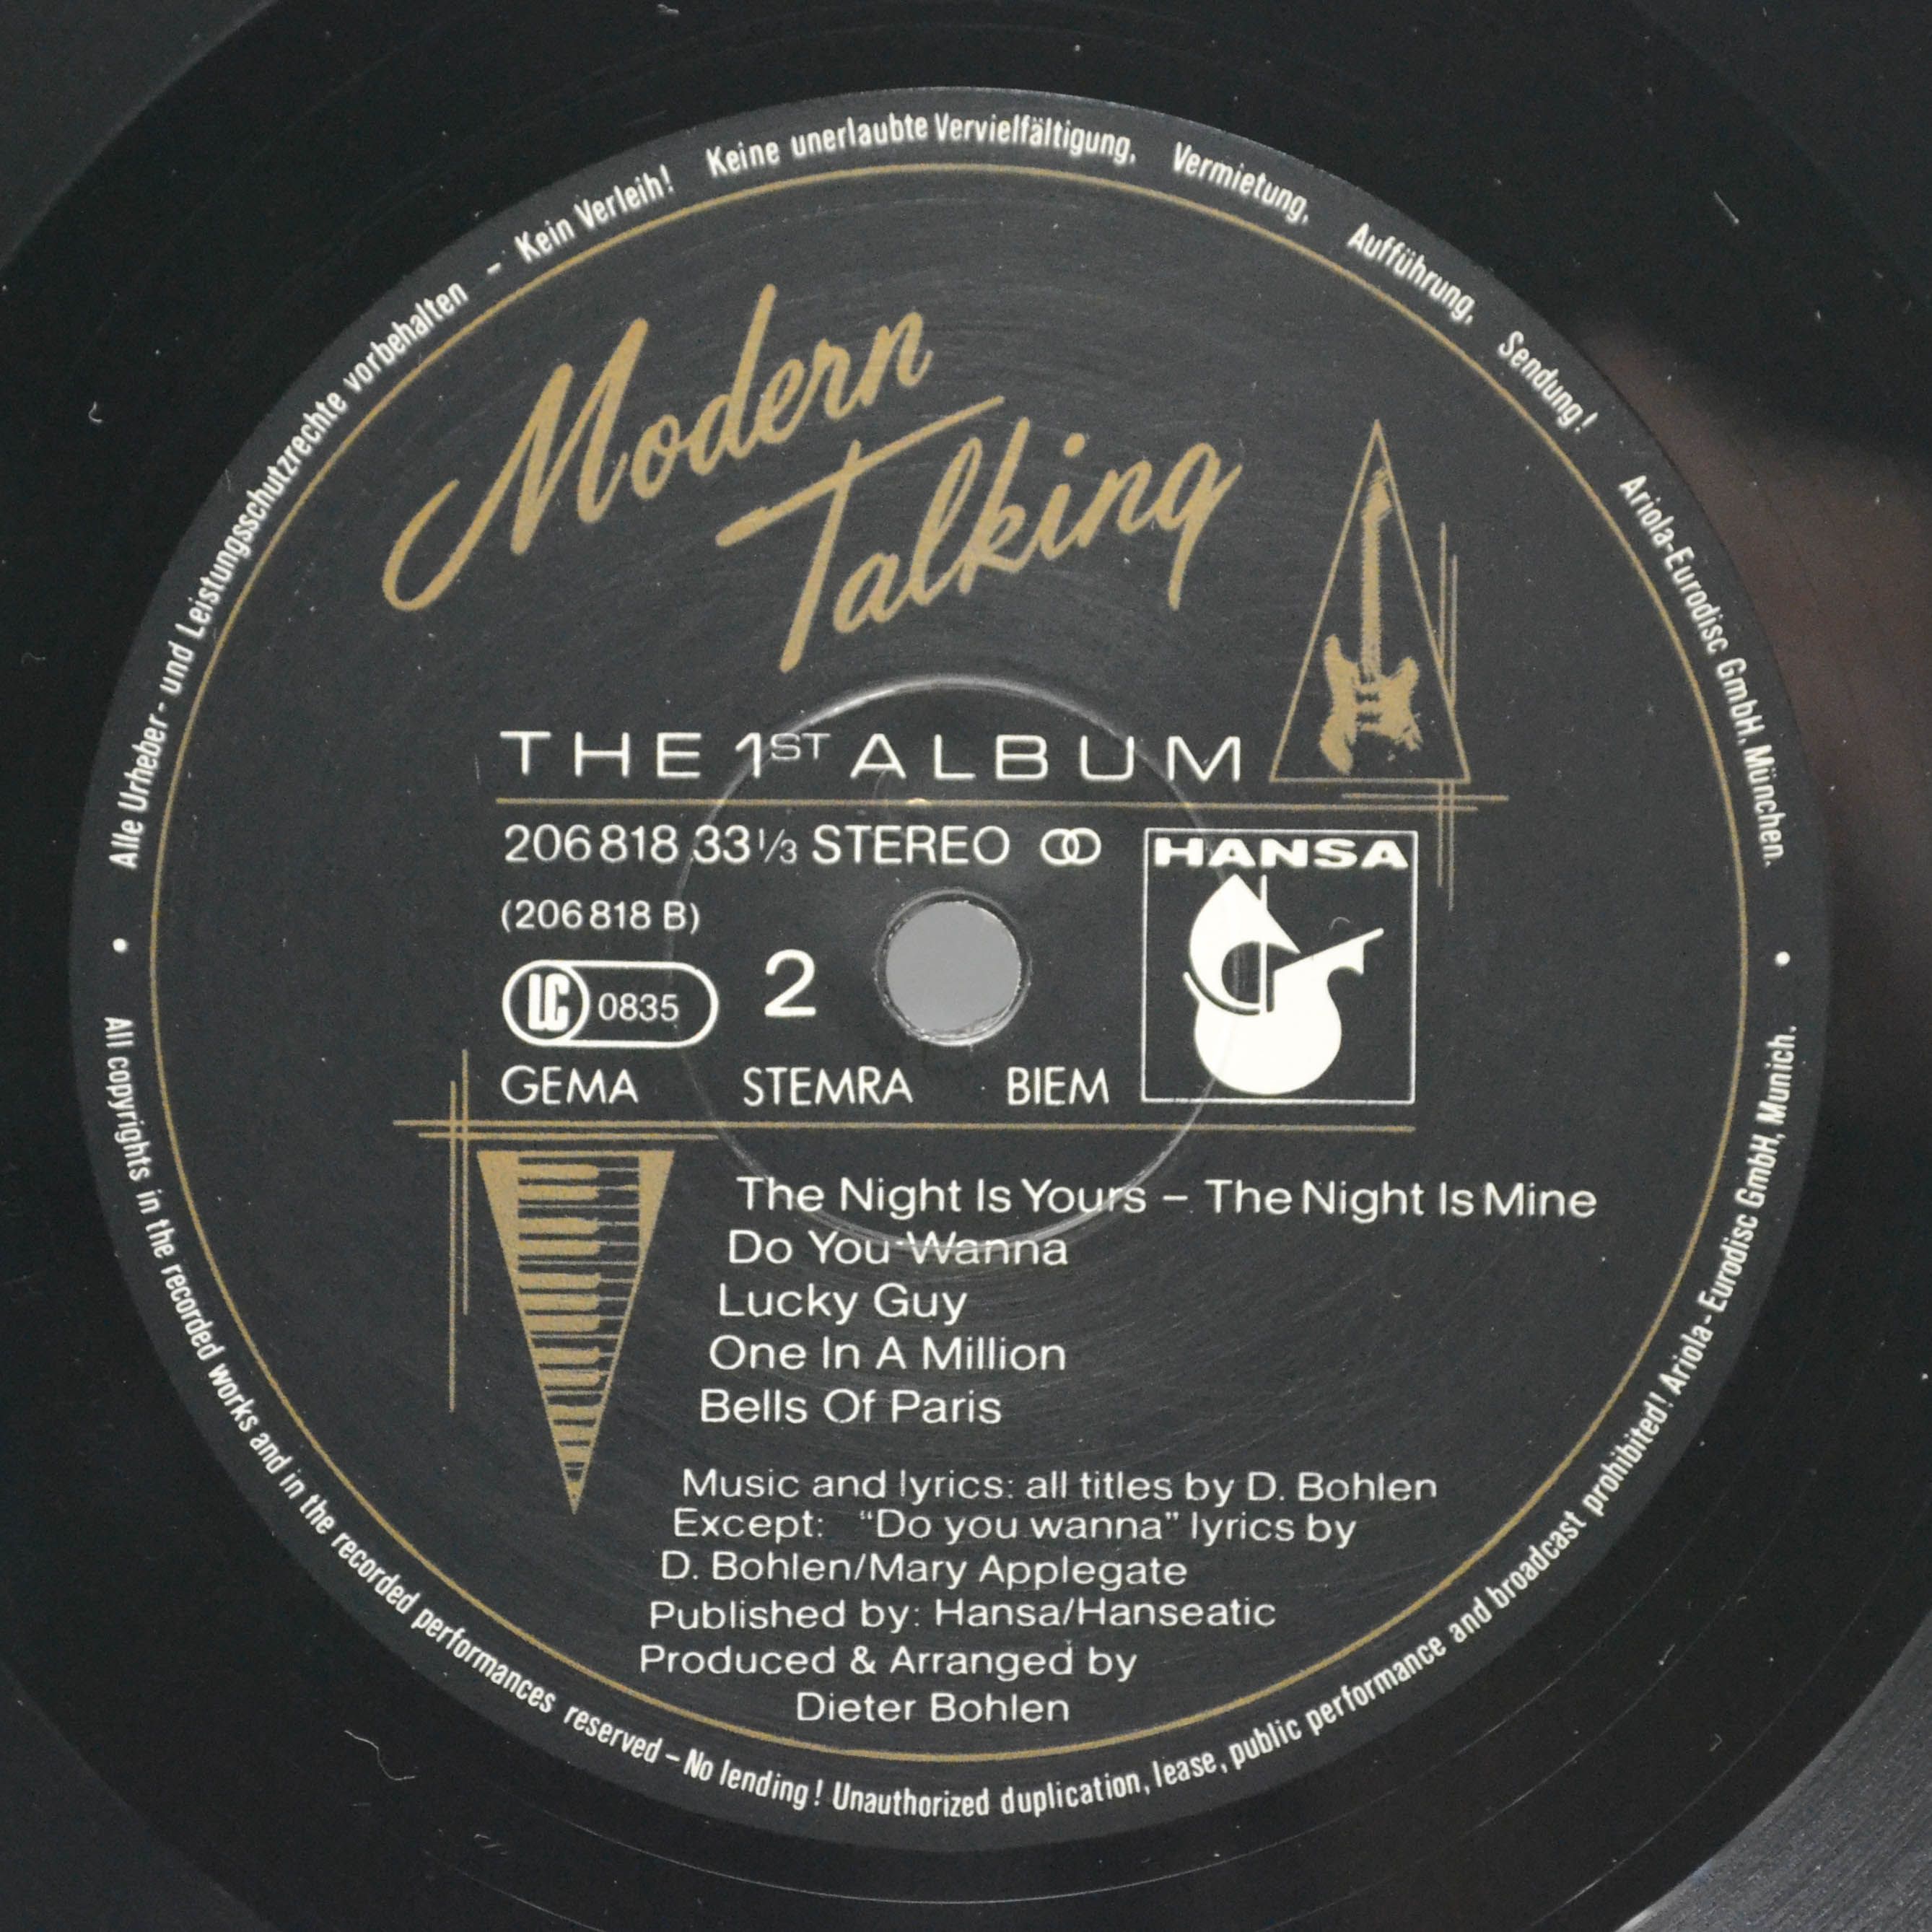 Alle Urheber- und Leistungsschutzrechte vorbehalten – Kein Verleih! Keine unerlaubte Vervielfältigung, Vermietung, Aufführung, Sendung! Ariola-Eurodisc GmbH, München.
Modern
Talking
THE 1ST ALBUM
206 818 33 1/3 STEREO
HANSA
(206 818 B)
LC 0835
2
GEMA STEMRA BIEM
The Night Is Yours – The Night Is Mine
Do You Wanna
Lucky Guy
One In A Million
Bells Of Paris
Music and lyrics: all titles by D. Bohlen
Except: "Do you wanna" lyrics by
D. Bohlen/Mary Applegate
Published by: Hansa/Hanseatic
Produced & Arranged by
Dieter Bohlen
All copyrights in the recorded works and in the recorded performances reserved – No lending! Unauthorized duplication, lease, public performance and broadcast prohibited! Ariola-Eurodisc GmbH, Munich.